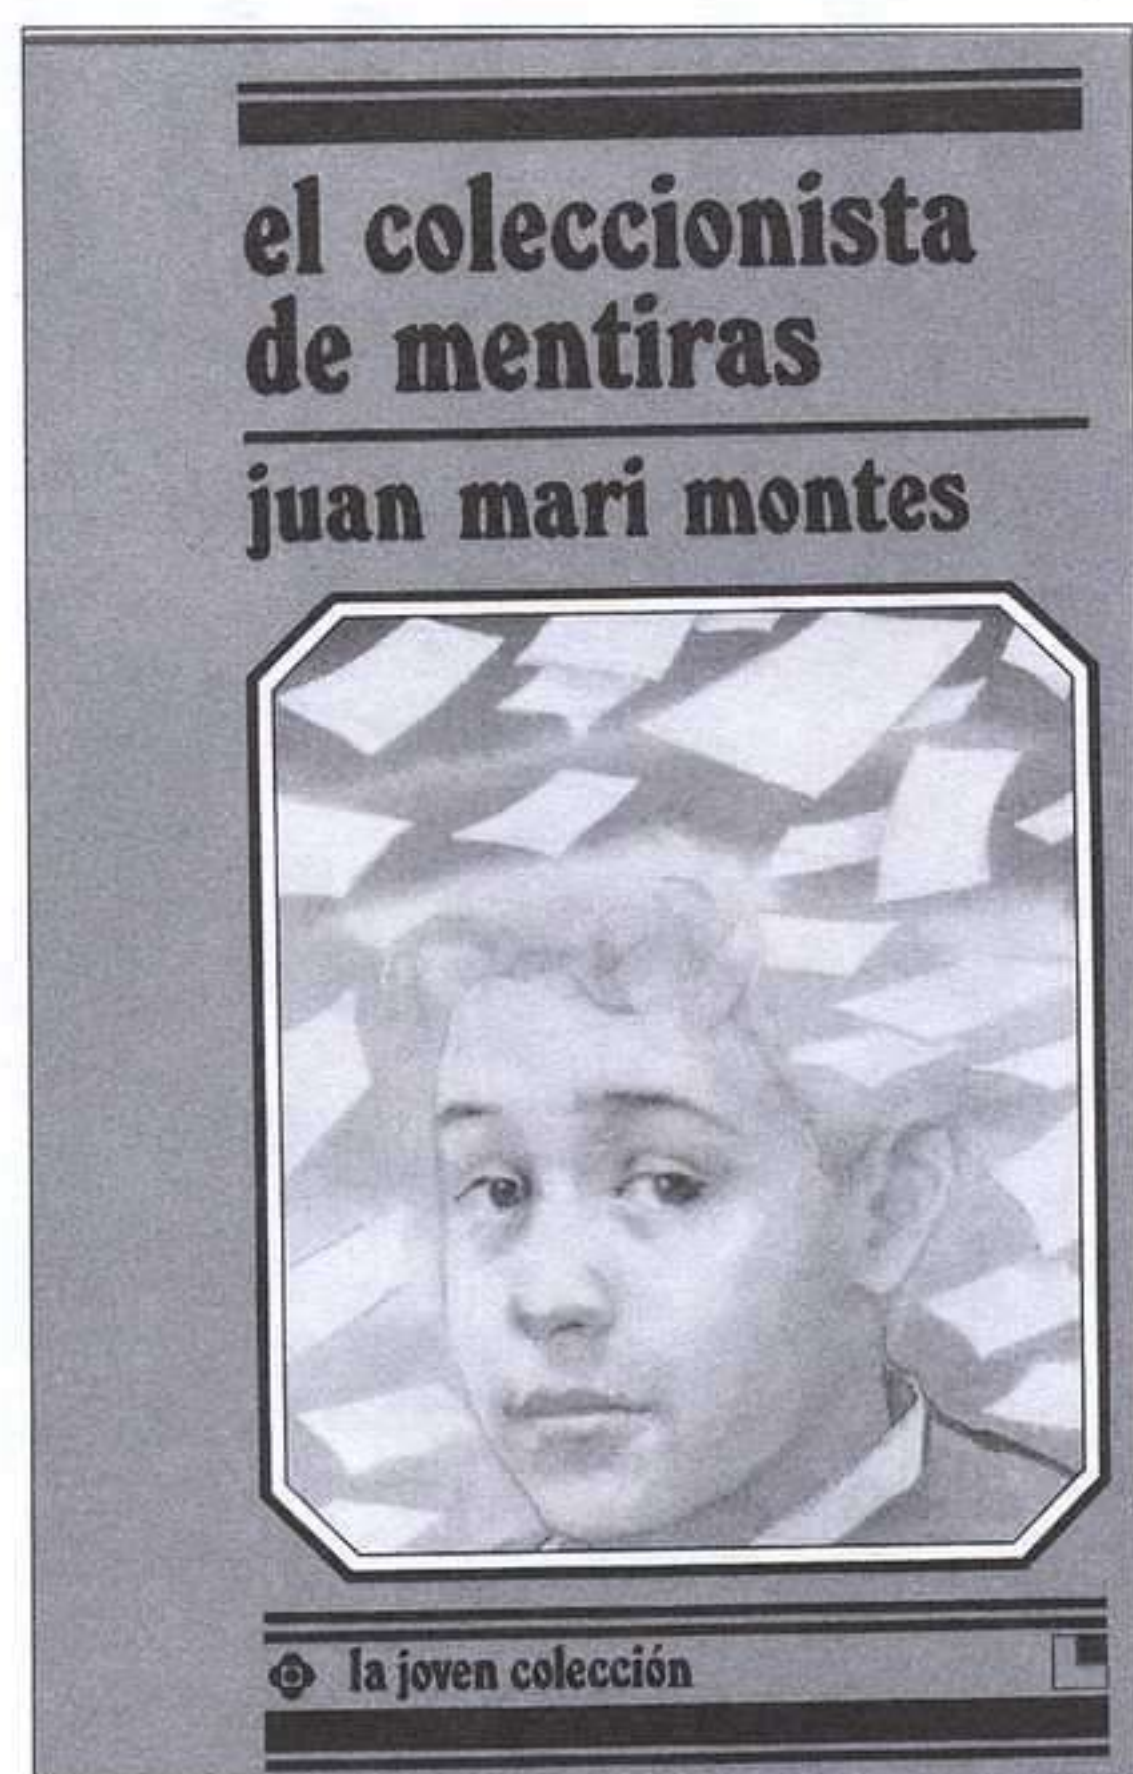 el coleccionista
de mentiras
juan mari montes
la joven colección